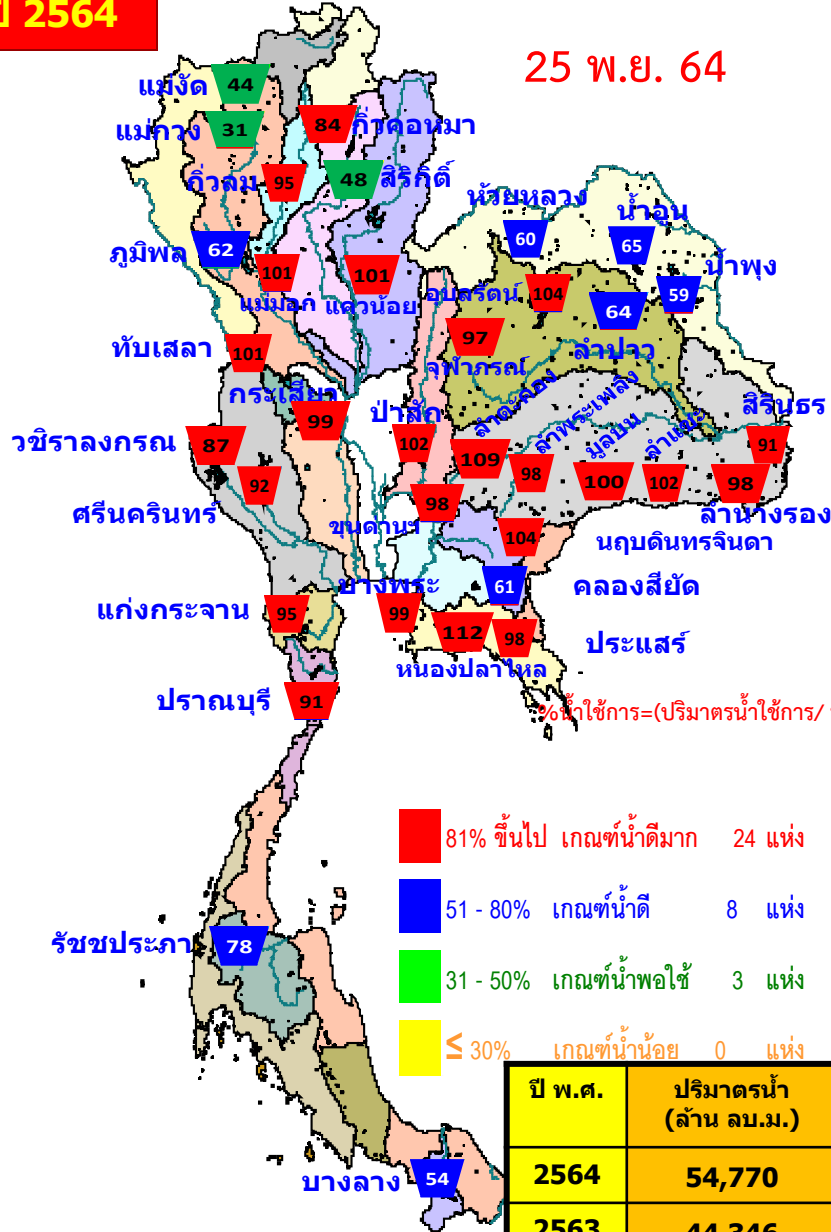 ปี 2564
25 พ.ย. 64
แม่งัด 44
แม่กวง 31
84 กิ่วคอหมา
กิ่วลม 95
48 สิริกิติ์
ห้วยหลวง
60
น้ำอูน
65
ภูมิพล 62
น้ำพุง
59
101
แม่มอก
101
แควน้อย
อุบลรัตน์ 104
64
ลำปาว
97
จุฬาภรณ์
ทับเสลา 101
กระเสียว
99
ป่าสัก
102
ลำตะคอง
109
ลำพระเพลิง
98
มูลบน
100
ลำแชะ
102
สิรินธร
91
98
ลำนางรอง
วชิราลงกรณ 87
92
ศรีนครินทร์
98
ขุนด่านฯ
104
นฤบดินทรจินดา
บางพระ
99
61 คลองสียัด
แก่งกระจาน 95
112
หนองปลาไหล
98 ประแสร์
ปราณบุรี 91
%น้ำใช้การ=(ปริมาตรน้ำใช้การ/
81% ขึ้นไป เกณฑ์น้ำดีมาก 24 แห่ง
51 - 80% เกณฑ์น้ำดี 8 แห่ง
รัชชประภา 78
31 - 50% เกณฑ์น้ำพอใช้ 3 แห่ง
≤ 30% เกณฑ์น้ำน้อย 0 แห่ง
ปี พ.ศ. ปริมาตรน้ำ
(ล้าน ลบ.ม.)
2564 54,770
บางลาง 54
2563 44,346